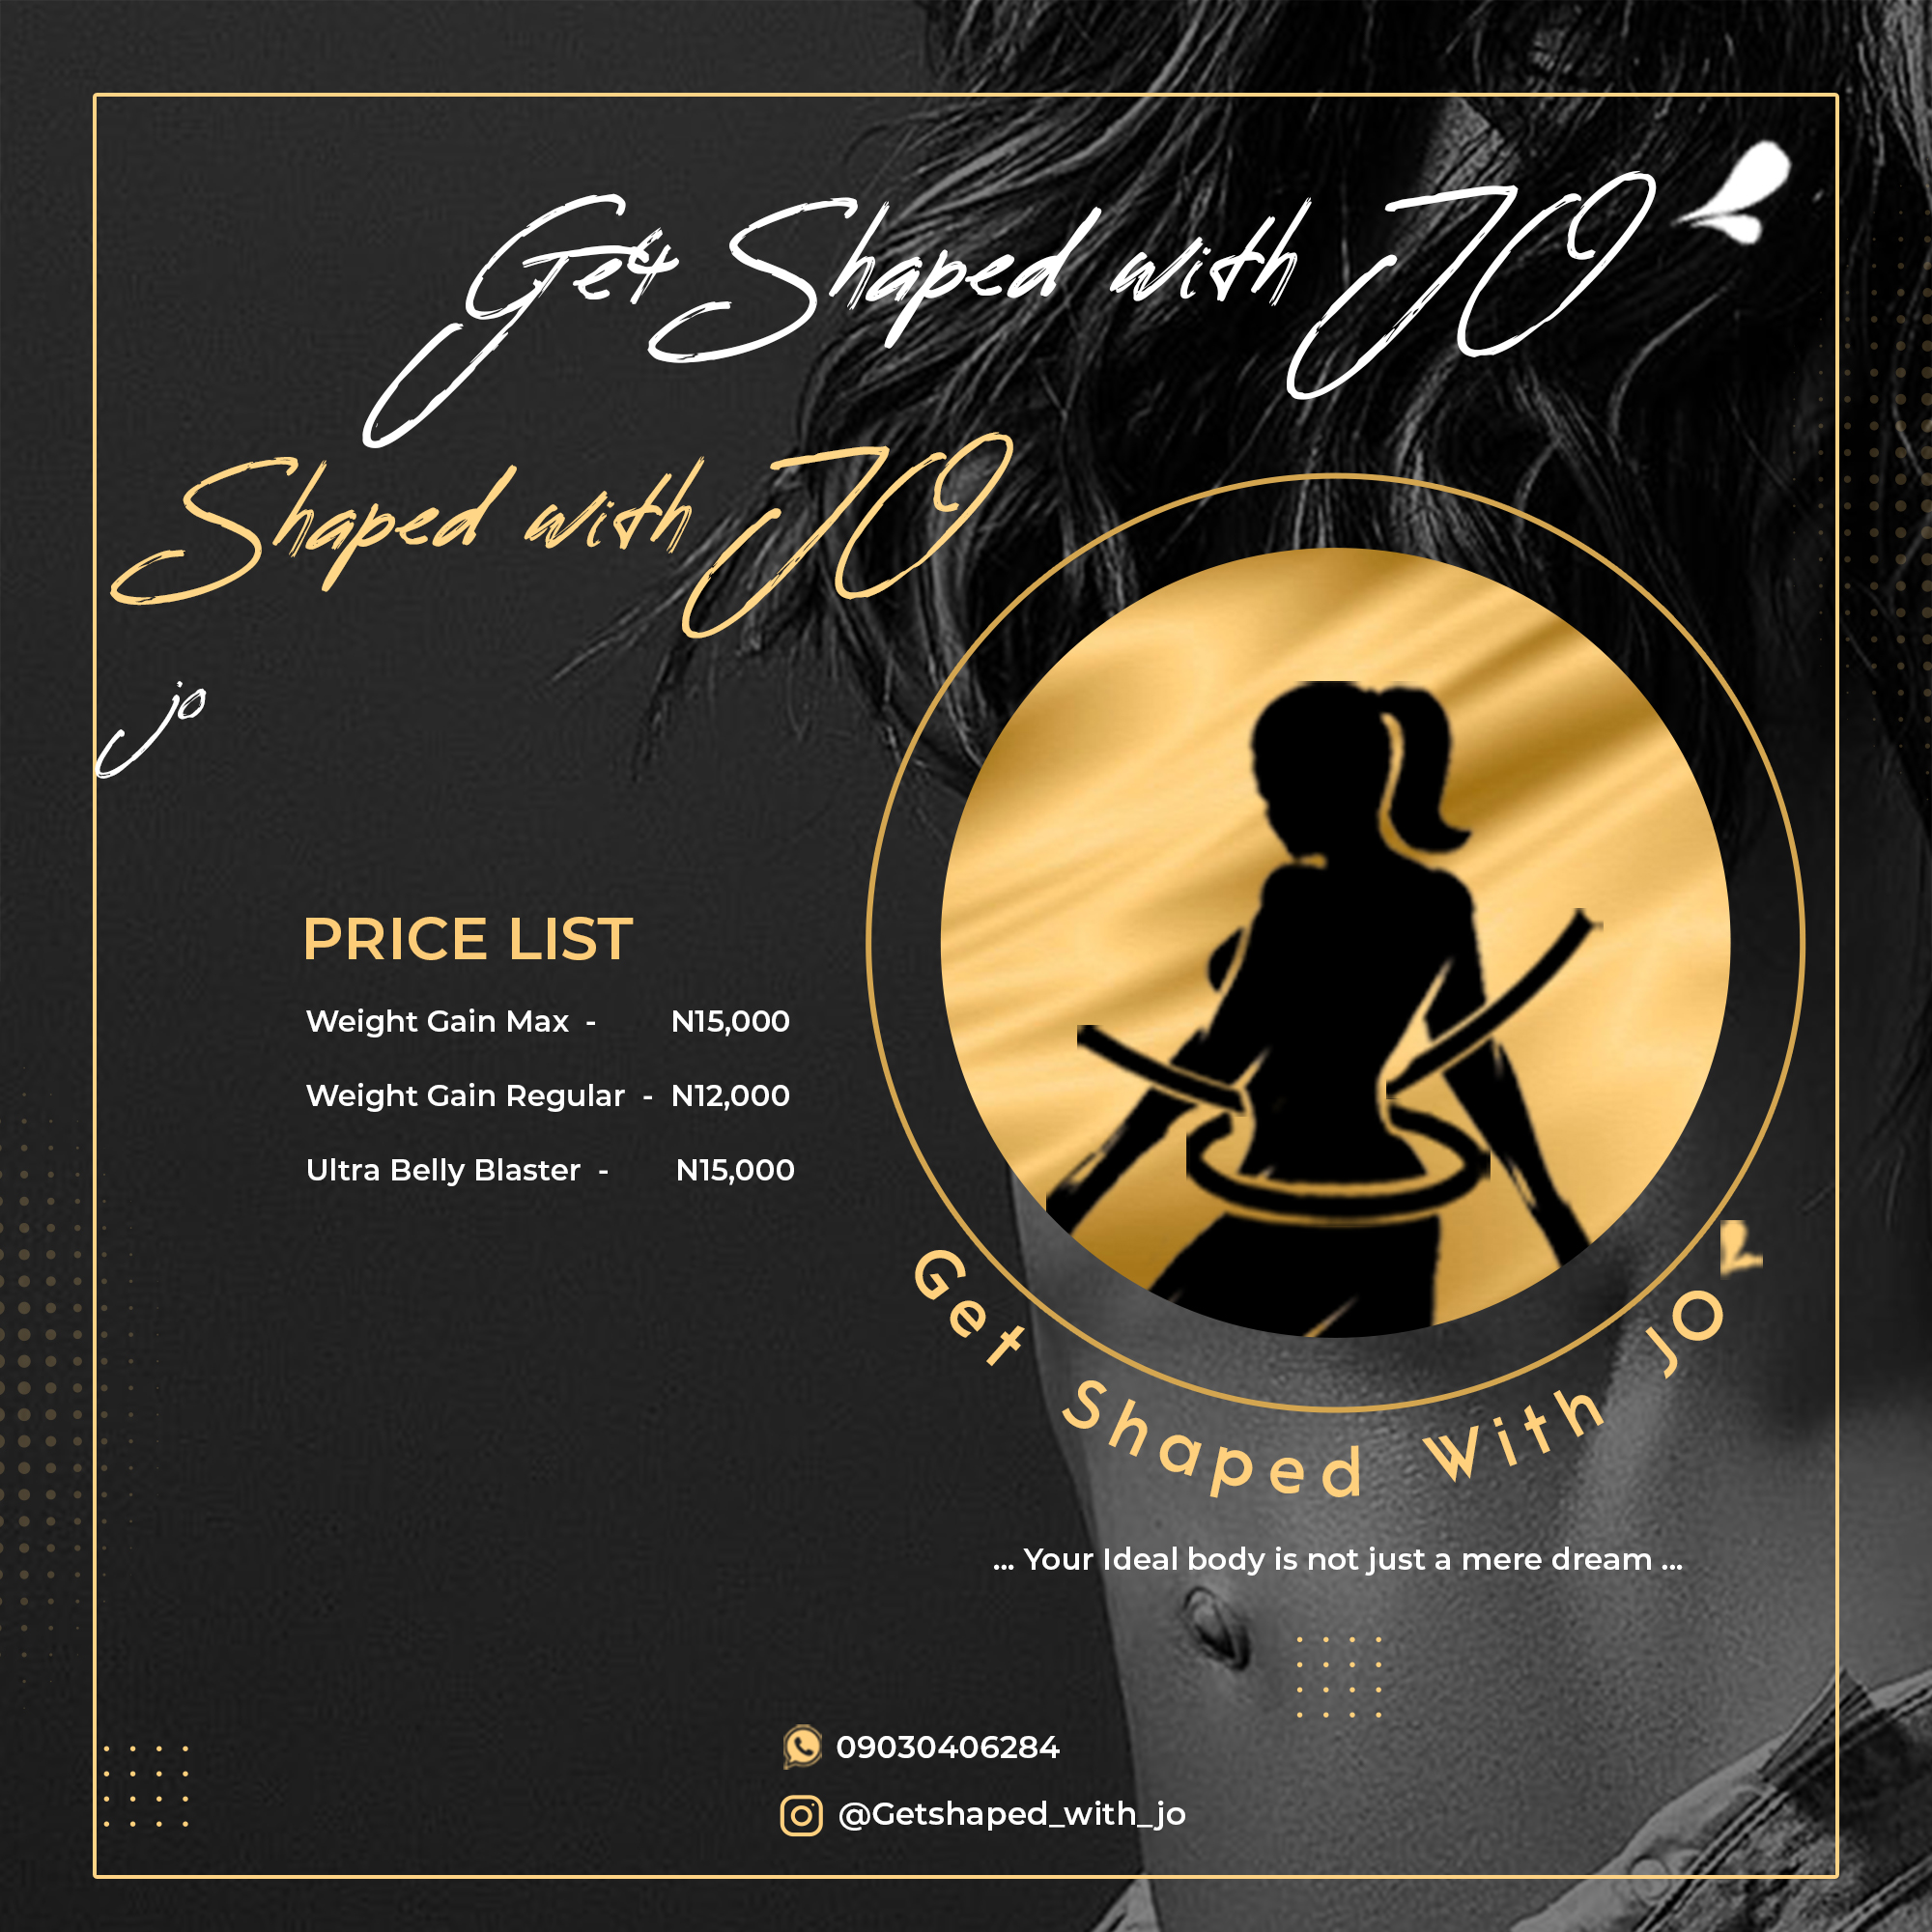 Get Shaped with JO
Shaped with JO
jo
PRICE LIST
Weight Gain Max - N15,000
Weight Gain Regular - N12,000
Ultra Belly Blaster - N15,000
Get Shaped With JO
... Your Ideal body is not just a mere dream ...
09030406284
@Getshaped_with_jo